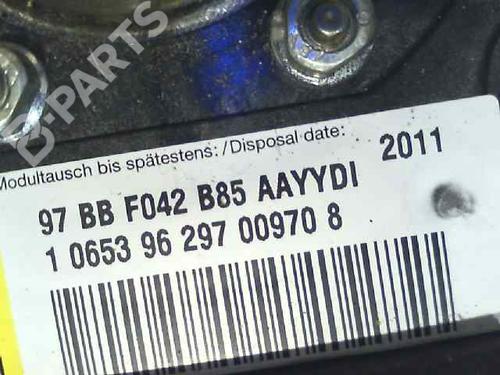 B-PARTS
Modultausch bis spätestens:/Disposal date: 2011
97 BB F042 B85 AAYYDI
1 0653 96 297 00970 8